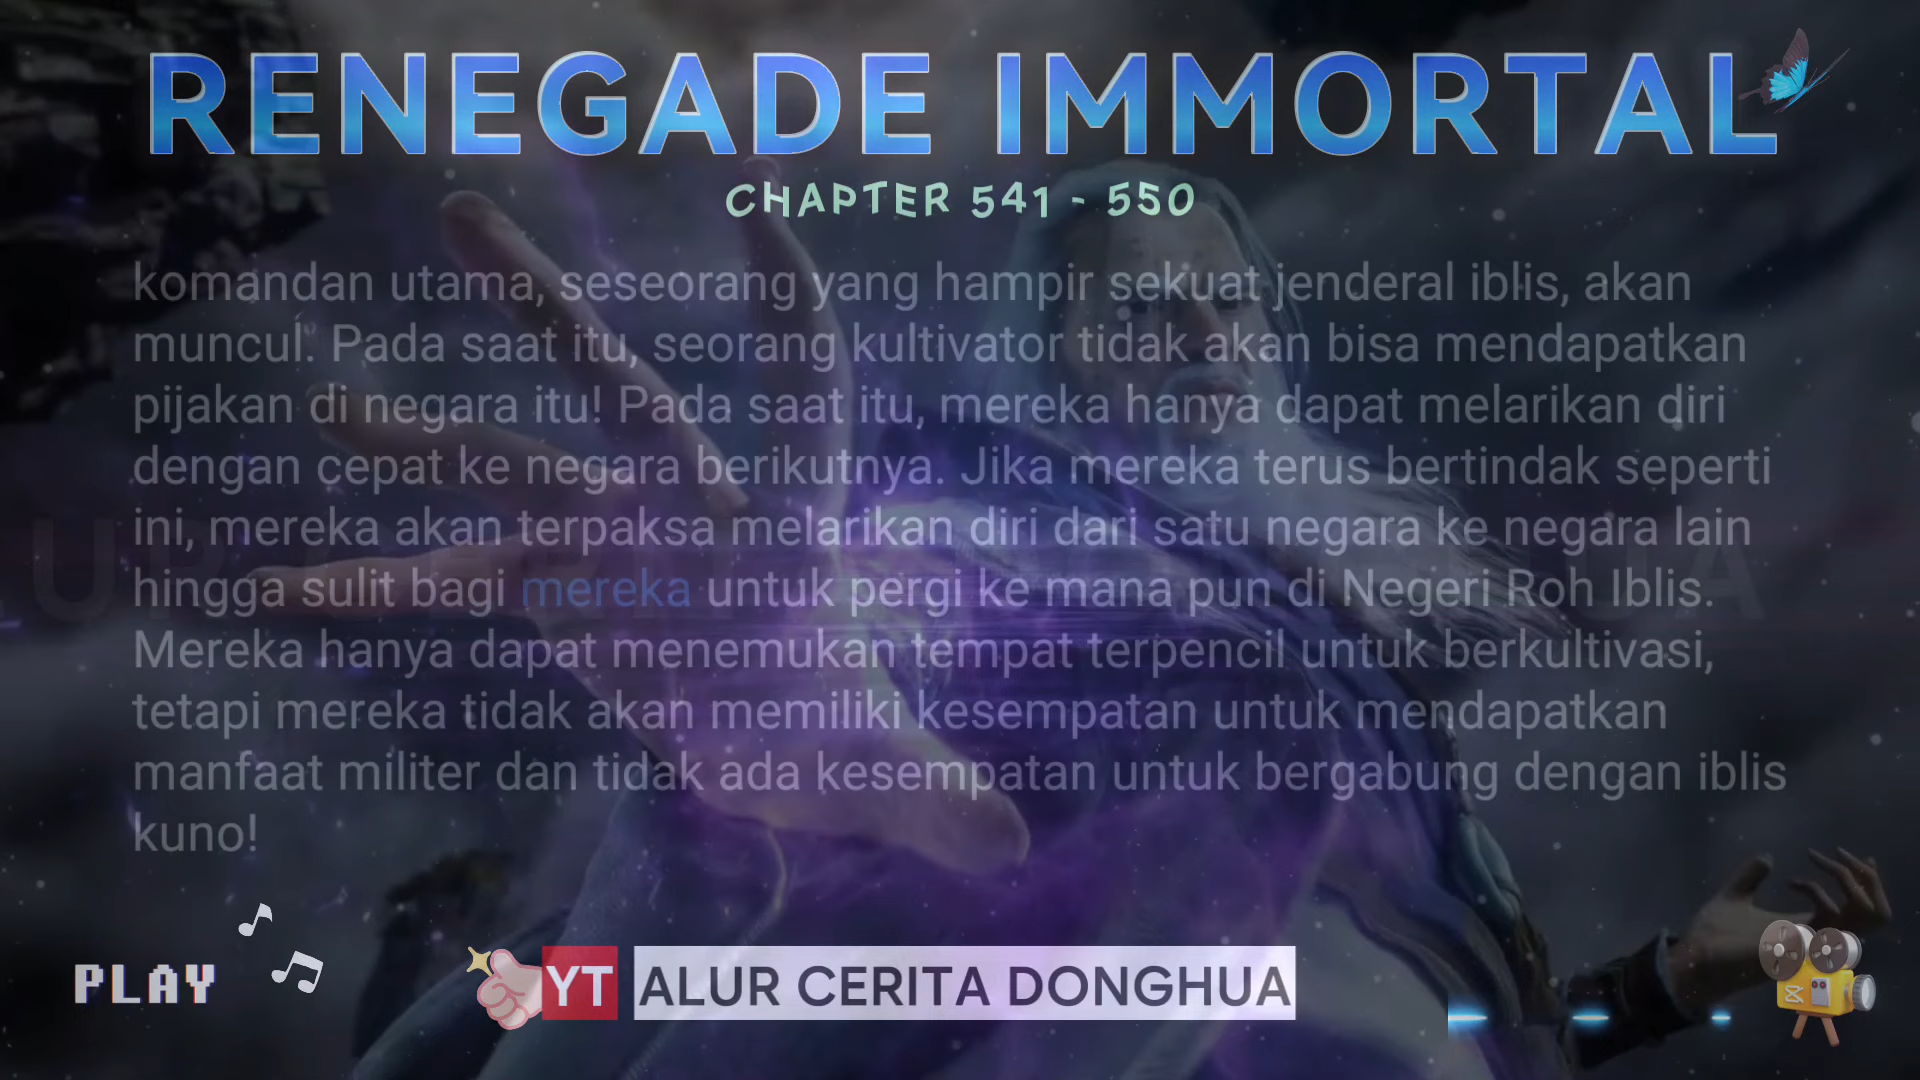 RENEGADE IMMORTAL
CHAPTER 541 - 550
komandan utama, seseorang yang hampir sekuat jenderal iblis, akan
muncul. Pada saat itu, seorang kultivator tidak akan bisa mendapatkan
pijakan di negara itu! Pada saat itu, mereka hanya dapat melarikan diri
dengan cepat ke negara berikutnya. Jika mereka terus bertindak seperti
ini, mereka akan terpaksa melarikan diri dari satu negara ke negara lain
hingga sulit bagi mereka untuk pergi ke mana pun di Negeri Roh Iblis.
Mereka hanya dapat menemukan tempat terpencil untuk berkultivasi,
tetapi mereka tidak akan memiliki kesempatan untuk mendapatkan
manfaat militer dan tidak ada kesempatan untuk bergabung dengan iblis
kuno!
PLAY
YT ALUR CERITA DONGHUA